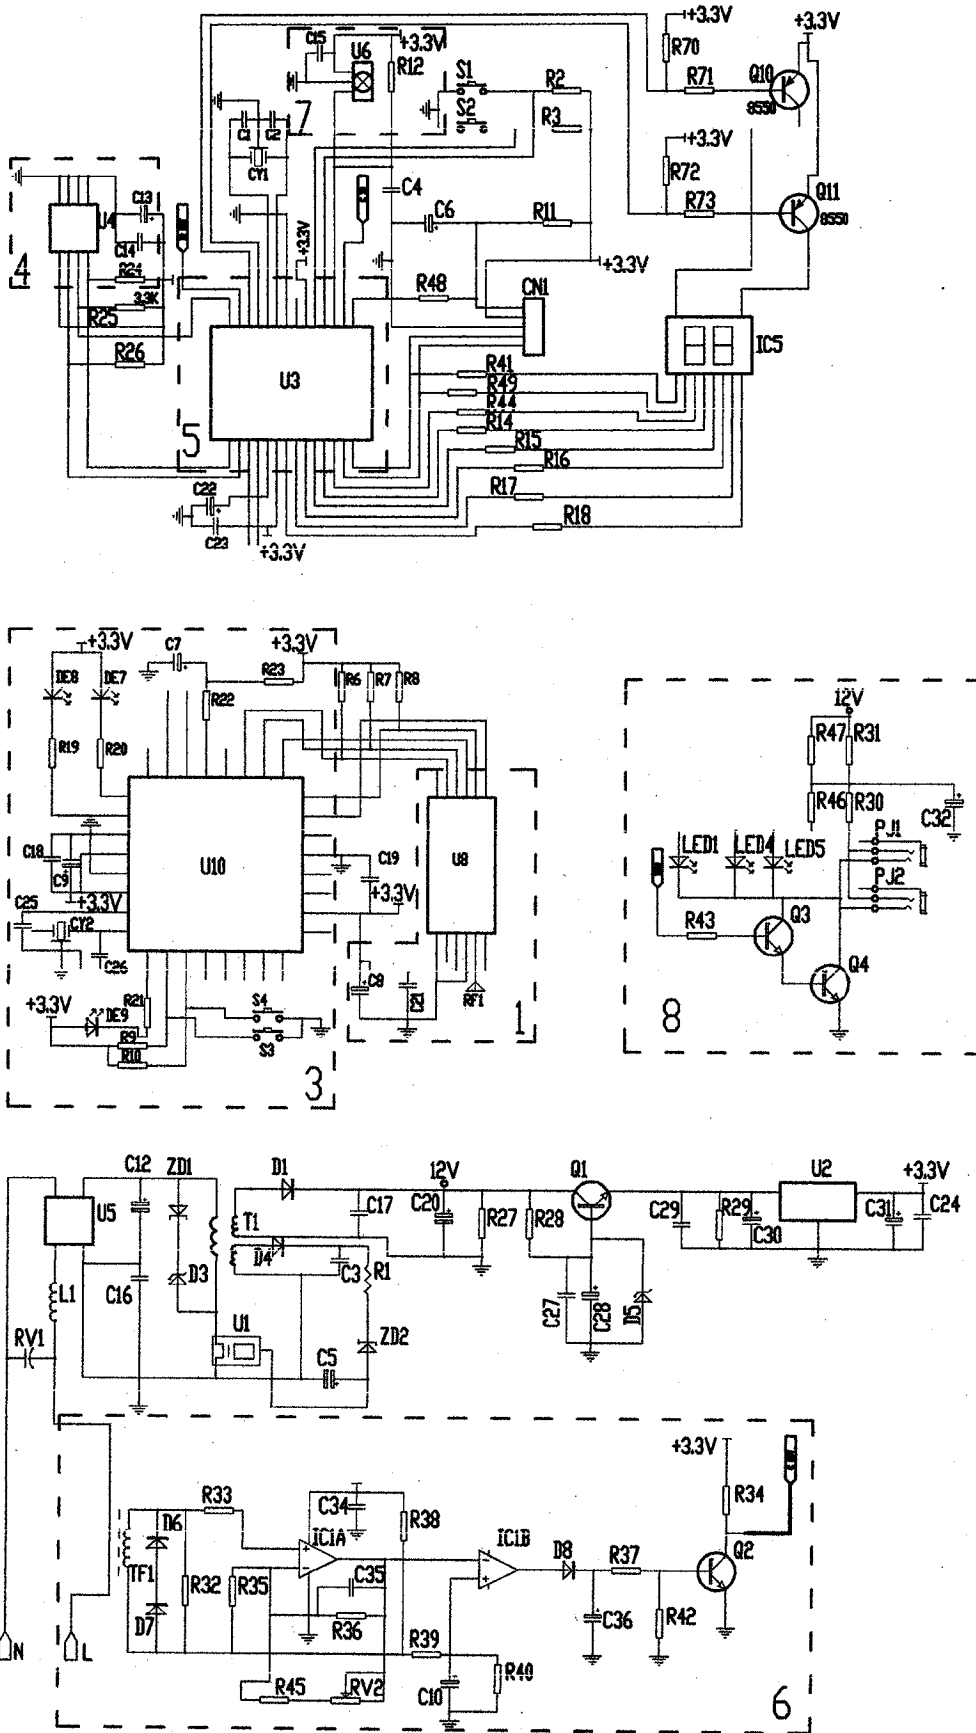 +3.3V
+3.3V
C15
U6
+3.3V
R12
S1
R2
R70
R71
Q10
8550
7
S2
R3
C1
C2
CY1
+3.3V
R72
C4
C13
U4
C6
R11
R73
Q11
8550
C14
+3.3V
4
R24
3.3K
R25
R26
+3.3V
R48
CN1
IC5
U3
R41
R49
R44
R14
5
R15
R16
R17
R18
C22
C23
+3.3V
+3.3V
C7
+3.3V
DE8
DE7
R23
R6
R7
R8
R22
R19
R20
12V
R47
R31
R46
R30
C32
C18
C9
U10
C19
U8
+3.3V
+3.3V
C25
CY2
C26
LED1
LED4
LED5
PJ1
PJ2
R43
Q3
Q4
C8
C21
RF1
+3.3V
DE9
R21
R9
R10
S4
S3
1
3
8
C12
ZD1
D1
12V
Q1
U2
+3.3V
U5
T1
C17
C20
R27
R28
C29
R29
C30
C31
C24
D4
C3
R1
L1
C16
D3
C27
C28
D5
RV1
U1
ZD2
C5
+3.3V
R33
C34
R38
R34
D6
IC1A
IC1B
D8
R37
Q2
TF1
R32
R35
C35
D7
R36
C36
R42
N
L
R39
R45
RV2
C10
R40
6